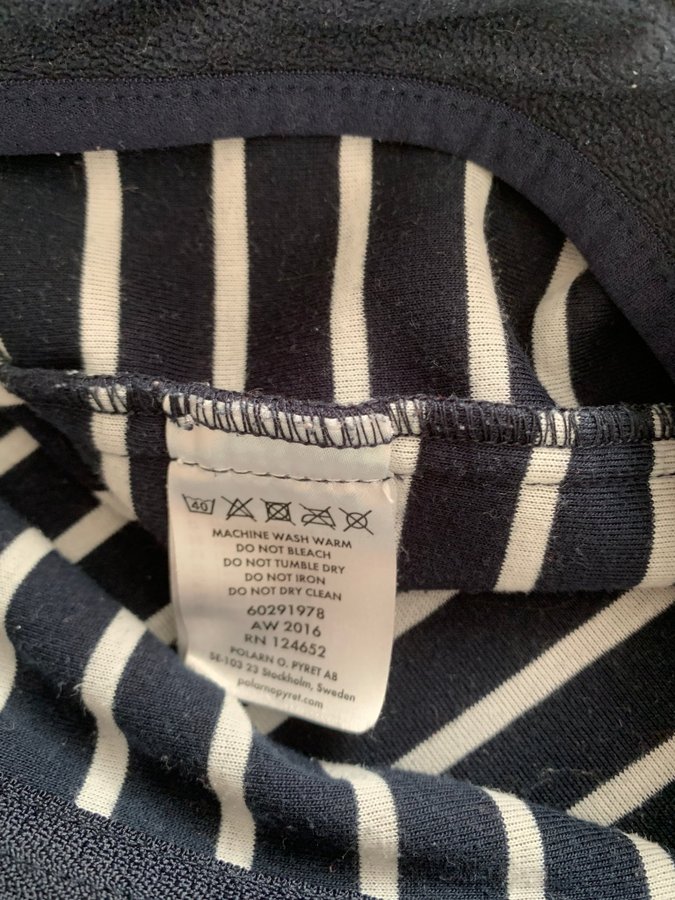 40
MACHINE WASH WARM
DO NOT BLEACH
DO NOT TUMBLE DRY
DO NOT IRON
DO NOT DRY CLEAN
60291978
AW 2016
RN 124652
POLARN O. PYRET AB
SE-103 23 Stockholm, Sweden
polarnopyret.com